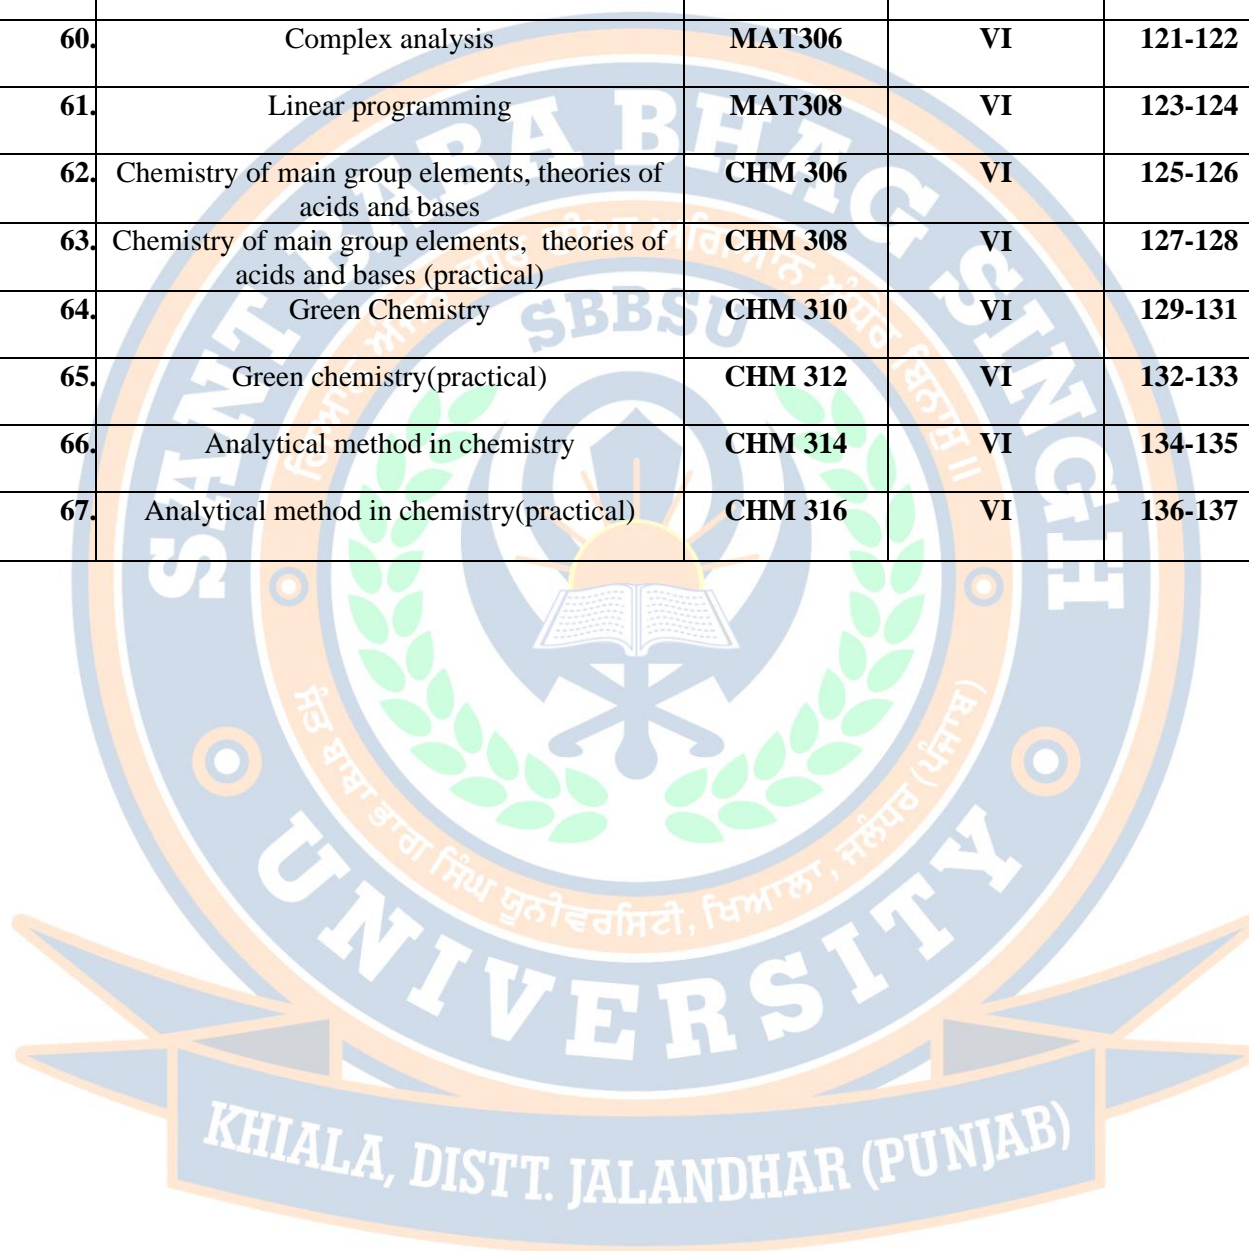 60. Complex analysis MAT306 VI 121-122
61. Linear programming MAT308 VI 123-124
62. Chemistry of main group elements, theories of CHM 306 VI 125-126
acids and bases
63. Chemistry of main group elements, theories of CHM 308 VI 127-128
acids and bases (practical)
64. Green Chemistry CHM 310 VI 129-131
65. Green chemistry(practical) CHM 312 VI 132-133
66. Analytical method in chemistry CHM 314 VI 134-135
67. Analytical method in chemistry(practical) CHM 316 VI 136-137
SANT BABA BHAG SINGH
SBBSU
ਸੰਤ ਬਾਬਾ ਭਾਗ ਸਿੰਘ ਯੂਨੀਵਰਸਿਟੀ, ਖਿਆਲਾ, ਜਲੰਧਰ (ਪੰਜਾਬ)
UNIVERSITY
KHIALA, DISTT. JALANDHAR (PUNJAB)